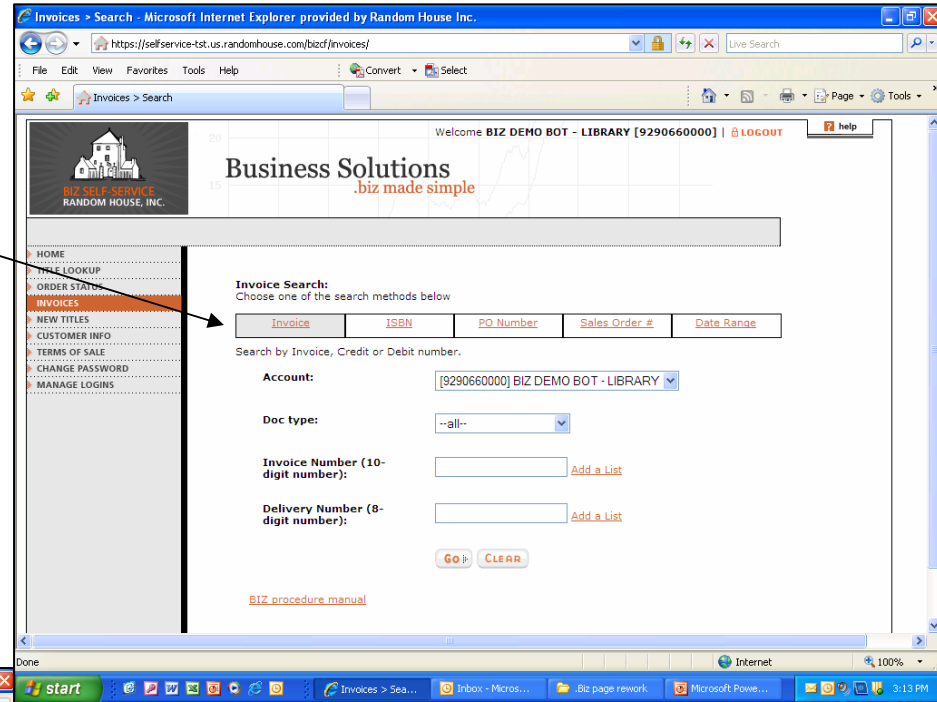 Invoices > Search - Microsoft Internet Explorer provided by Random House Inc.
https://selfservice-tst.us.randomhouse.com/bizcf/invoices/
Live Search
File Edit View Favorites Tools Help
Convert Select
Invoices > Search
Page Tools
20
Welcome BIZ DEMO BOT - LIBRARY [9290660000] | LOGOUT
? help
Business Solutions
15
.biz made simple
BIZ SELF-SERVICE
RANDOM HOUSE, INC.
HOME
TITLE LOOKUP
ORDER STATUS
INVOICES
NEW TITLES
CUSTOMER INFO
TERMS OF SALE
CHANGE PASSWORD
MANAGE LOGINS
Invoice Search:
Choose one of the search methods below
Invoice ISBN PO Number Sales Order # Date Range
Search by Invoice, Credit or Debit number.
Account: [9290660000] BIZ DEMO BOT - LIBRARY
Doc type: --all--
Invoice Number (10-
digit number):
Add a List
Delivery Number (8-
digit number):
Add a List
Go CLEAR
BIZ procedure manual
Done
Internet
100%
start
Invoices > Sea...
Inbox - Micros...
.Biz page rework
Microsoft Powe...
3:13 PM